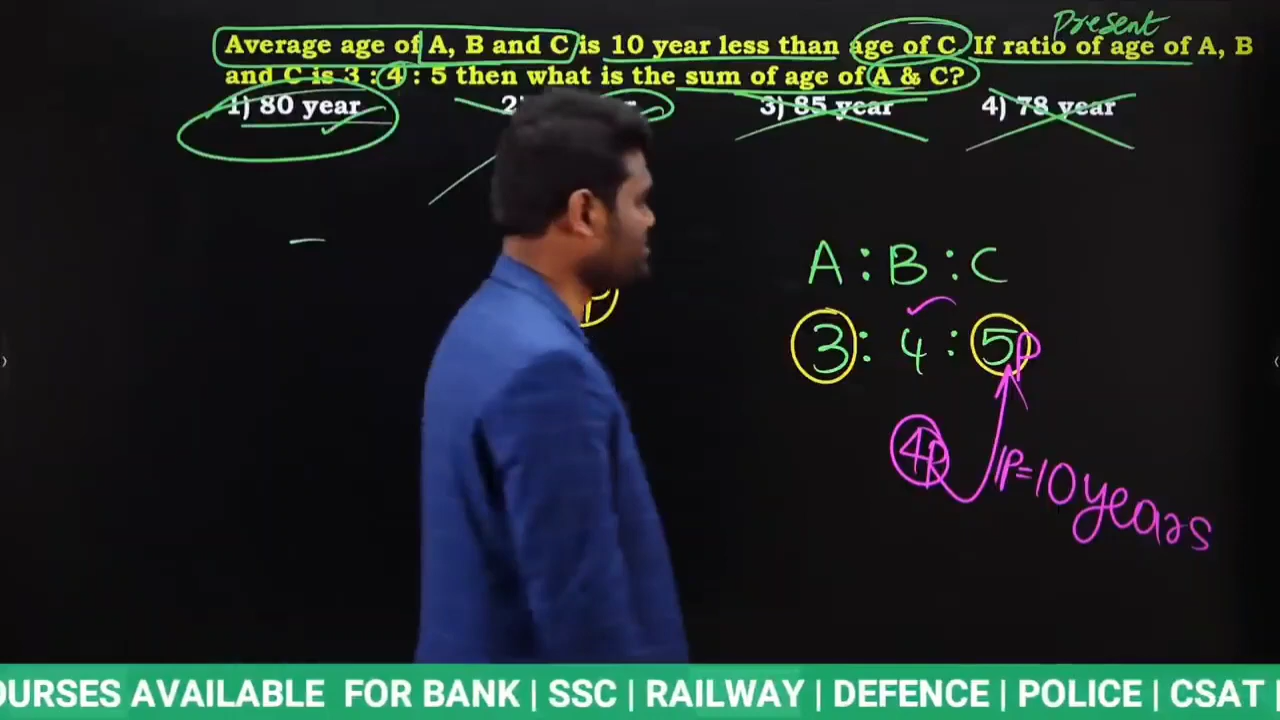 Present
Average age of A, B and C is 10 year less than age of C. If ratio of age of A, B
and C is 3 : 4 : 5 then what is the sum of age of A & C?
1) 80 year 3) 85 year 4) 78 year
A : B : C
3 : 4 : 5P
4P 1P=10 years
OURSES AVAILABLE FOR BANK | SSC | RAILWAY | DEFENCE | POLICE | CSAT |